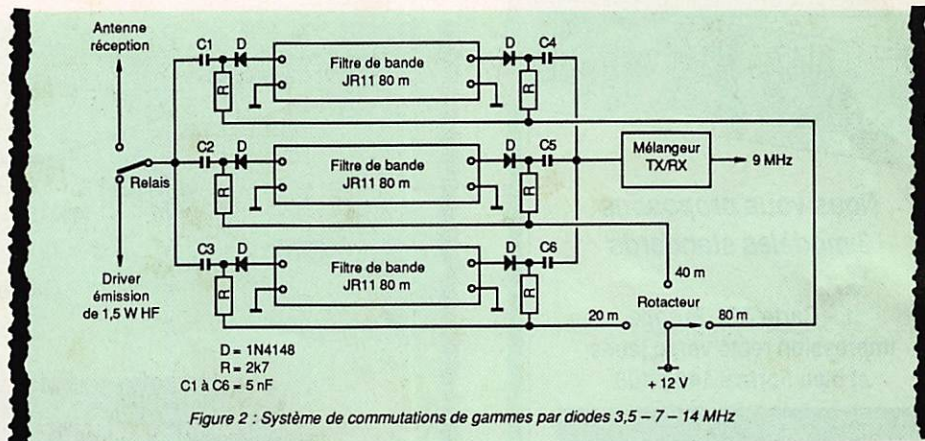 Antenne
réception
C1
D
Filtre de bande
JR11 80 m
D
C4
R
R
C2
D
Filtre de bande
JR11 80 m
D
C5
R
R
Relais
Mélangeur
TX/RX
9 MHz
C3
D
Filtre de bande
JR11 80 m
D
C6
R
R
Driver
émission
de 1,5 W HF
40 m
Rotacteur
20 m
80 m
+ 12 V
D = 1N4148
R = 2k7
C1 à C6 = 5 nF
Figure 2 : Système de commutations de gammes par diodes 3,5 – 7 – 14 MHz